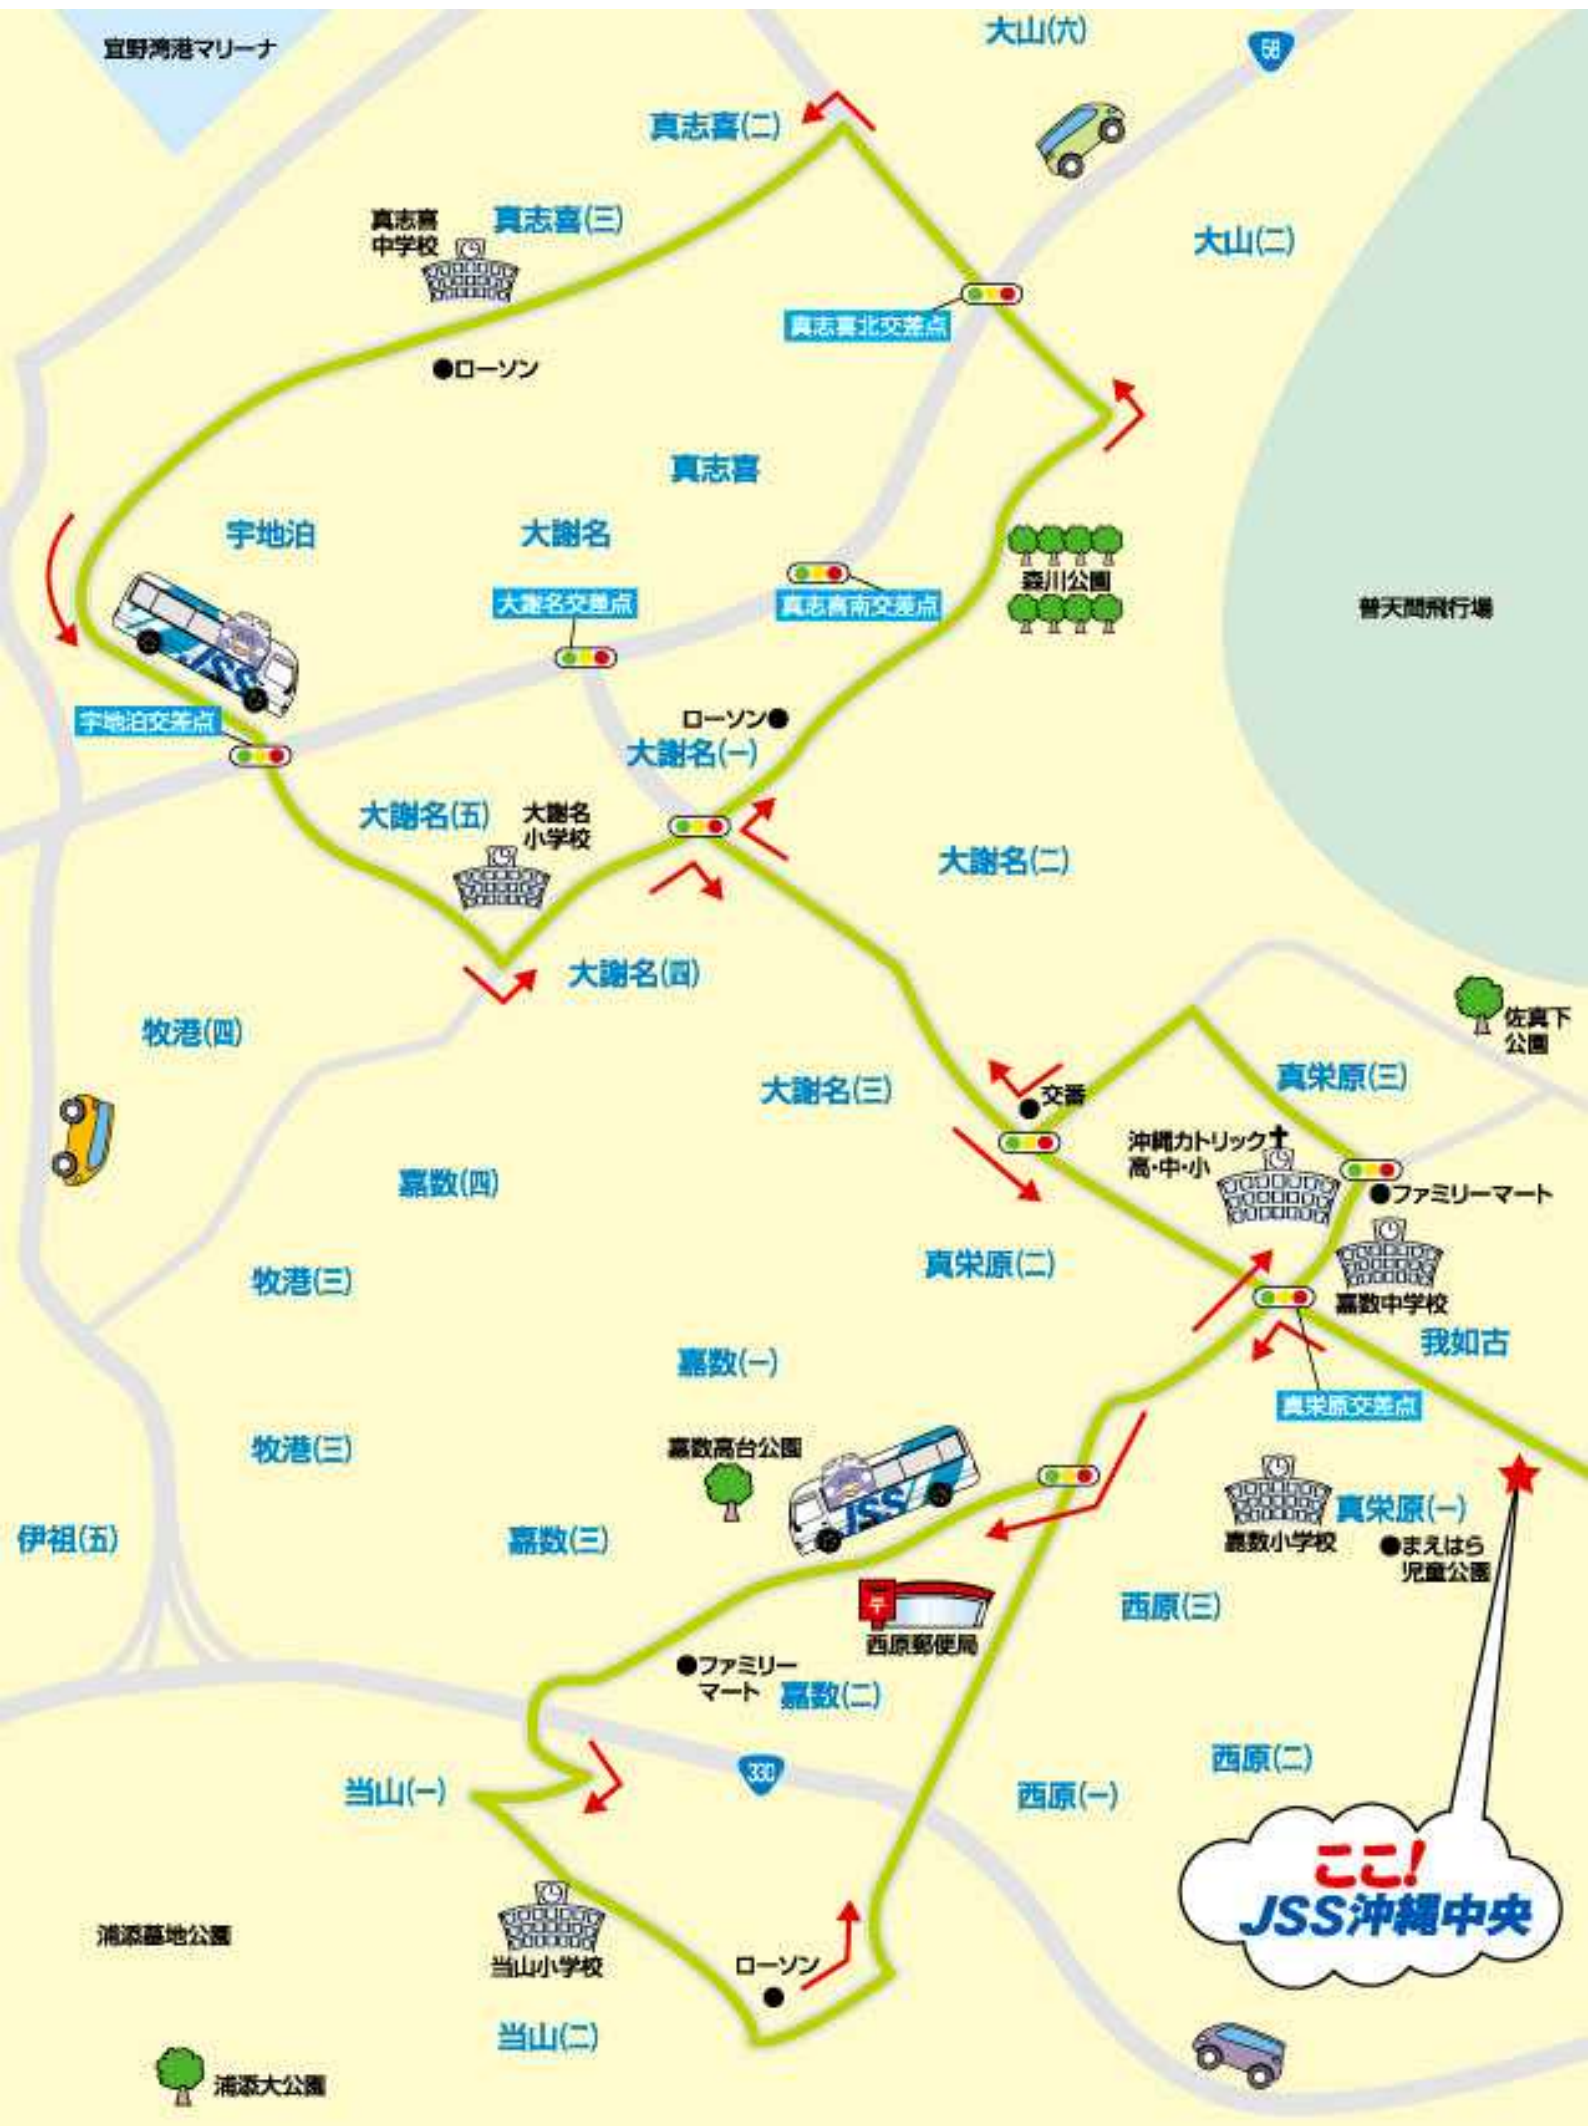 大山(六)
宜野湾港マリーナ
58
真志喜(二)
真志喜
中学校
真志喜(三)
大山(二)
真志喜北交差点
●ローソン
真志喜
宇地泊
大謝名
森川公園
大謝名交差点
真志喜南交差点
普天間飛行場
JSS
宇地泊交差点
ローソン●
大謝名(一)
大謝名(五)
大謝名
小学校
大謝名(二)
大謝名(四)
佐真下
公園
牧港(四)
大謝名(三)
真栄原(三)
交番
沖縄カトリック
高・中・小
嘉数(四)
●ファミリーマート
真栄原(二)
牧港(三)
嘉数中学校
我如古
嘉数(一)
真栄原交差点
嘉数高台公園
牧港(三)
JSS
真栄原(一)
伊祖(五)
嘉数(三)
嘉数小学校
●まえはら
児童公園
〒
西原(三)
西原郵便局
●ファミリー
マート
嘉数(二)
西原(二)
330
当山(一)
西原(一)
ここ!
JSS沖縄中央
浦添墓地公園
当山小学校
ローソン
●
当山(二)
浦添大公園